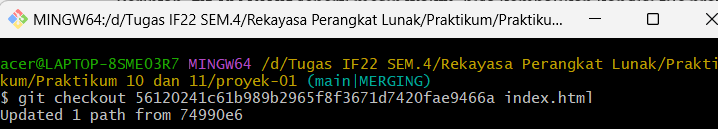 MINGW64:/d/Tugas IF22 SEM.4/Rekayasa Perangkat Lunak/Praktikum/Praktiku...
acer@LAPTOP-8SME03R7 MINGW64 /d/Tugas IF22 SEM.4/Rekayasa Perangkat Lunak/Prakti
kum/Praktikum 10 dan 11/proyek-01 (main|MERGING)
$ git checkout 56120241c61b989b2965f8f3671d7420fae9466a index.html
Updated 1 path from 74990e6